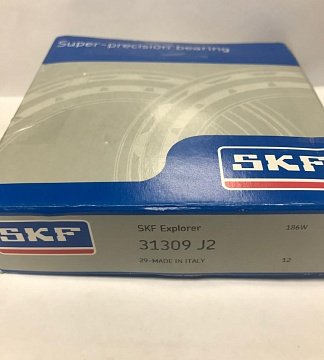 Super-precision bearing
SKF
SKF
SKF Explorer
186W
31309 J2
29-MADE IN ITALY
12